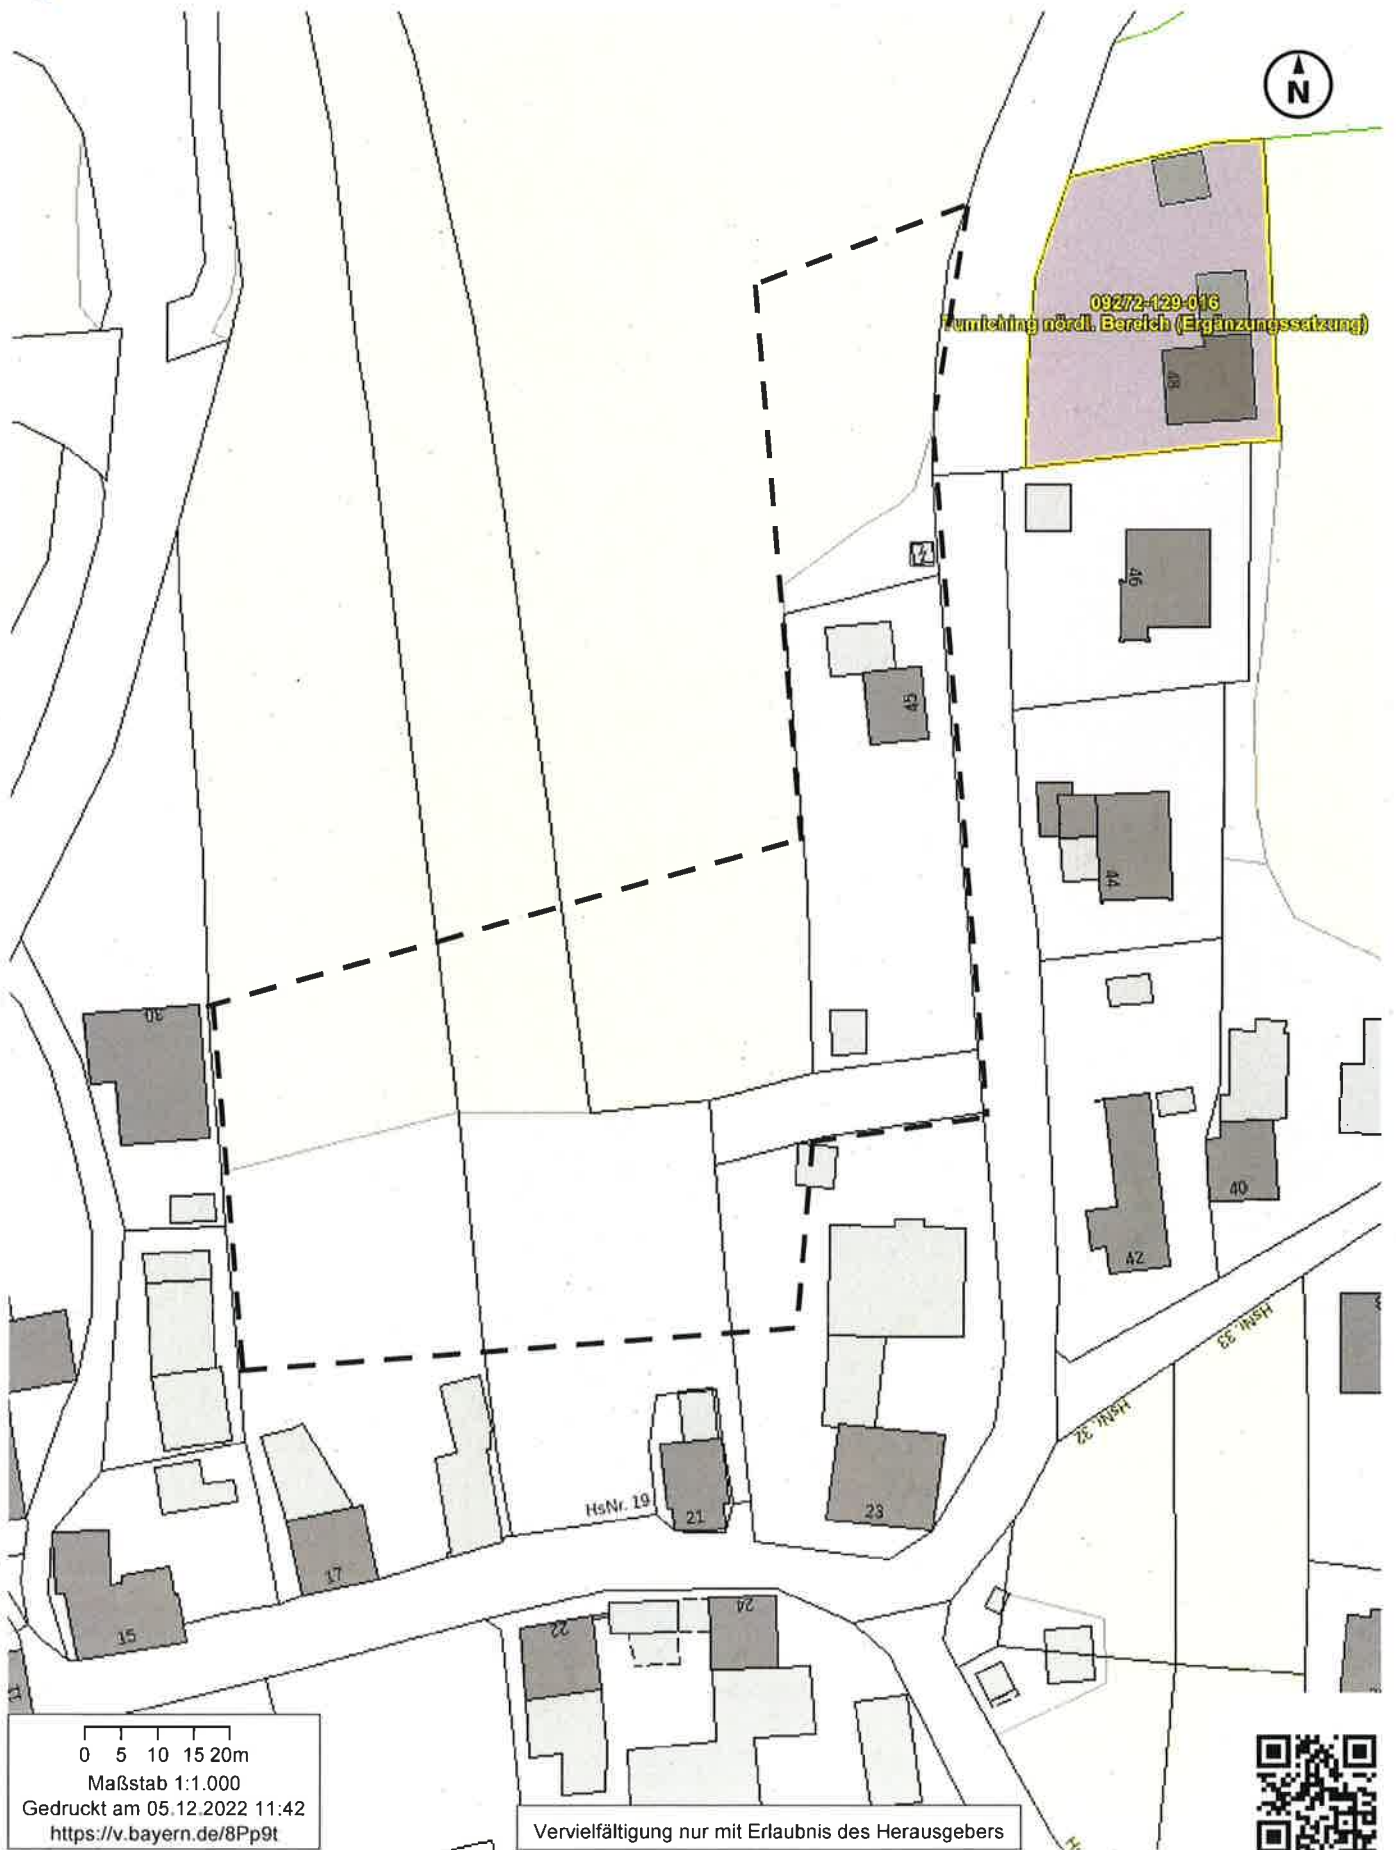 N
09272-129-016
Fumiching nördl. Bereich (Ergänzungssatzung)
48
46
45
44
30
40
42
HsNr. 33
HsNr. 32
HsNr. 19
21
23
17
15
22
24
0 5 10 15 20m
Maßstab 1:1.000
Gedruckt am 05.12.2022 11:42
https://v.bayern.de/8Pp9t
Vervielfältigung nur mit Erlaubnis des Herausgebers